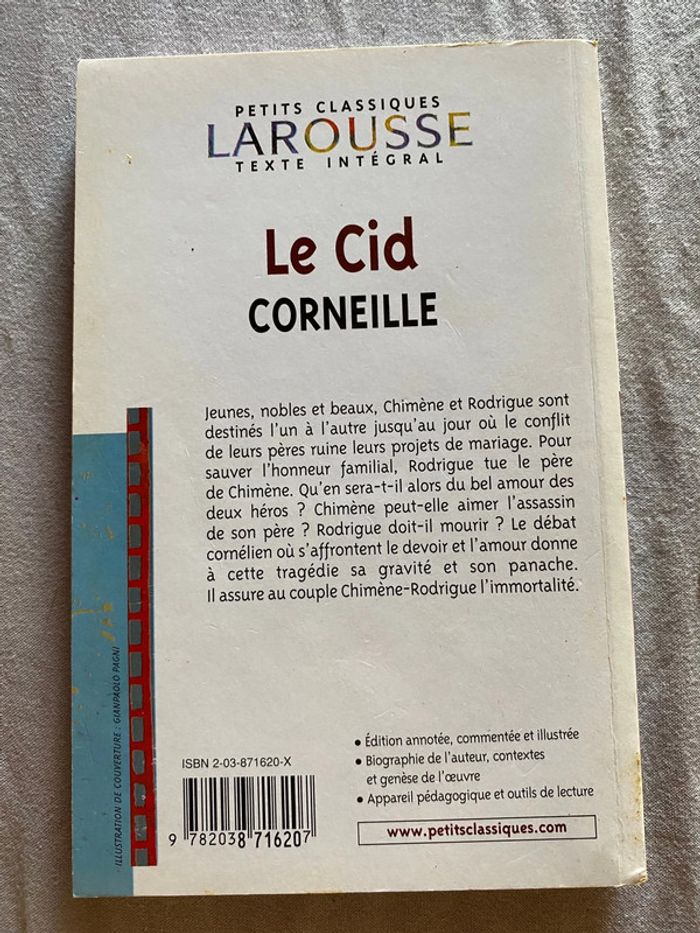 PETITS CLASSIQUES
LAROUSSE
TEXTE INTÉGRAL
Le Cid
CORNEILLE
Jeunes, nobles et beaux, Chimène et Rodrigue sont
destinés l'un à l'autre jusqu'au jour où le conflit
de leurs pères ruine leurs projets de mariage. Pour
sauver l'honneur familial, Rodrigue tue le père
de Chimène. Qu'en sera-t-il alors du bel amour des
deux héros ? Chimène peut-elle aimer l'assassin
de son père ? Rodrigue doit-il mourir ? Le débat
cornélien où s'affrontent le devoir et l'amour donne
à cette tragédie sa gravité et son panache.
Il assure au couple Chimène-Rodrigue l'immortalité.
ILLUSTRATION DE COUVERTURE : GIANPAOLO PAGNI
ISBN 2-03-871620-X
9 782038 716207
• Édition annotée, commentée et illustrée
• Biographie de l'auteur, contextes
et genèse de l'œuvre
• Appareil pédagogique et outils de lecture
www.petitsclassiques.com